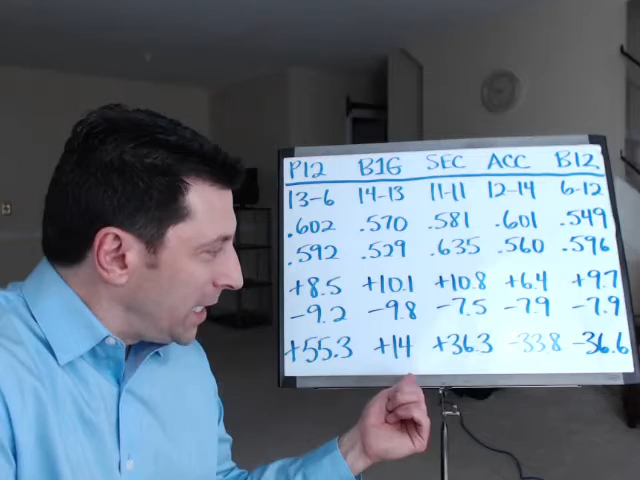 P12 B1G SEC ACC B12
13-6 14-13 11-11 12-14 6-12
.602 .570 .581 .601 .549
.592 .529 .635 .560 .596
+8.5 +10.1 +10.8 +6.4 +9.7
-9.2 -9.8 -7.5 -7.9 -7.9
+55.3 +14 +36.3 -33.8 -36.6